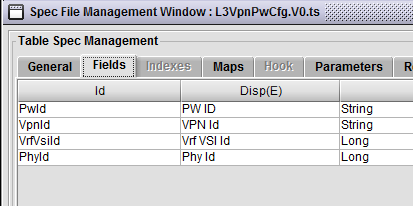 Spec File Management Window : L3VpnPwCfg.V0.ts
Table Spec Management
General Fields Indexes Maps Hook Parameters
Id Disp(E)
PwId PW ID String
VpnId VPN Id String
VrfVsiId Vrf VSI Id Long
PhyId Phy Id Long